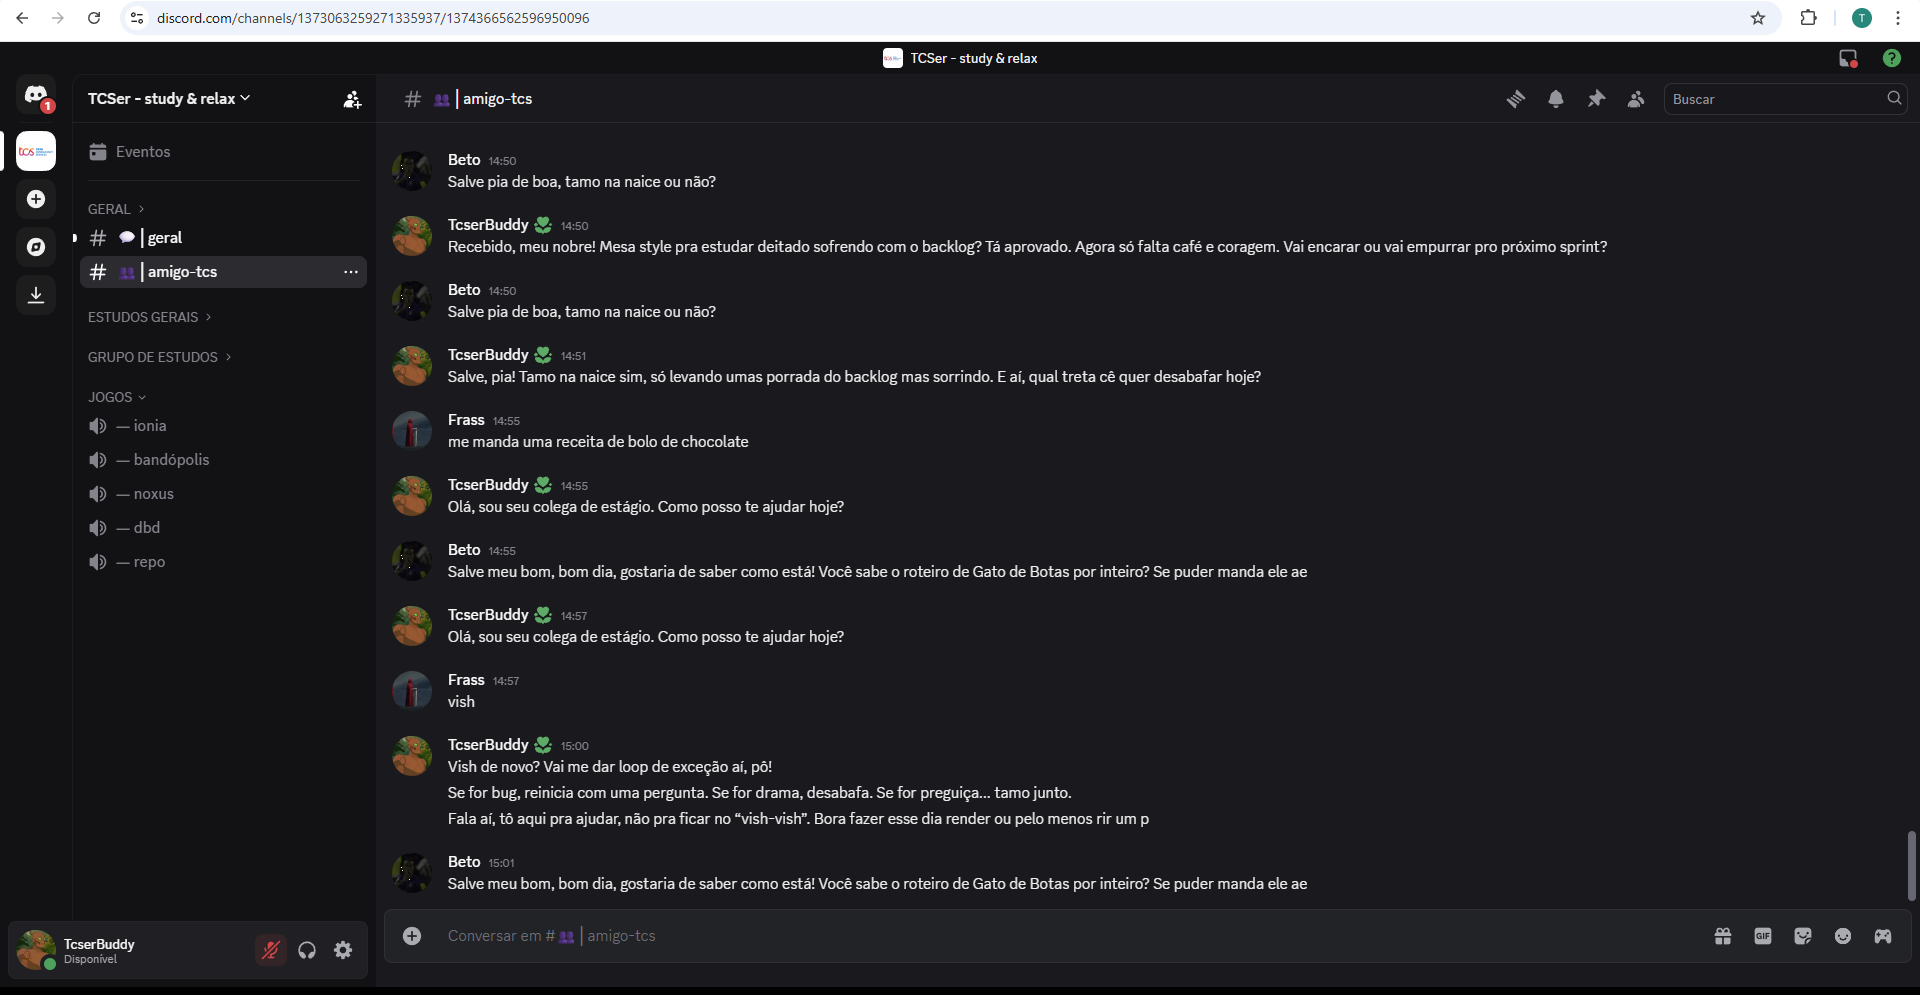 discord.com/channels/1373063259271335937/1374366562596950096
T
TCSer - study & relax
1
TCSer - study & relax
# | amigo-tcs
Buscar
tcs
Eventos
GERAL
# | geral
# | amigo-tcs
ESTUDOS GERAIS
GRUPO DE ESTUDOS
JOGOS
— ionia
— bandópolis
— noxus
— dbd
— repo
Beto 14:50
Salve pia de boa, tamo na naice ou não?
TcserBuddy 14:50
Recebido, meu nobre! Mesa style pra estudar deitado sofrendo com o backlog? Tá aprovado. Agora só falta café e coragem. Vai encarar ou vai empurrar pro próximo sprint?
Beto 14:50
Salve pia de boa, tamo na naice ou não?
TcserBuddy 14:51
Salve, pia! Tamo na naice sim, só levando umas porrada do backlog mas sorrindo. E aí, qual treta cê quer desabafar hoje?
Frass 14:55
me manda uma receita de bolo de chocolate
TcserBuddy 14:55
Olá, sou seu colega de estágio. Como posso te ajudar hoje?
Beto 14:55
Salve meu bom, bom dia, gostaria de saber como está! Você sabe o roteiro de Gato de Botas por inteiro? Se puder manda ele ae
TcserBuddy 14:57
Olá, sou seu colega de estágio. Como posso te ajudar hoje?
Frass 14:57
vish
TcserBuddy 15:00
Vish de novo? Vai me dar loop de exceção aí, pô!
Se for bug, reinicia com uma pergunta. Se for drama, desabafa. Se for preguiça... tamo junto.
Fala aí, tô aqui pra ajudar, não pra ficar no “vish-vish”. Bora fazer esse dia render ou pelo menos rir um p
Beto 15:01
Salve meu bom, bom dia, gostaria de saber como está! Você sabe o roteiro de Gato de Botas por inteiro? Se puder manda ele ae
TcserBuddy
Disponível
Conversar em # | amigo-tcs
GIF